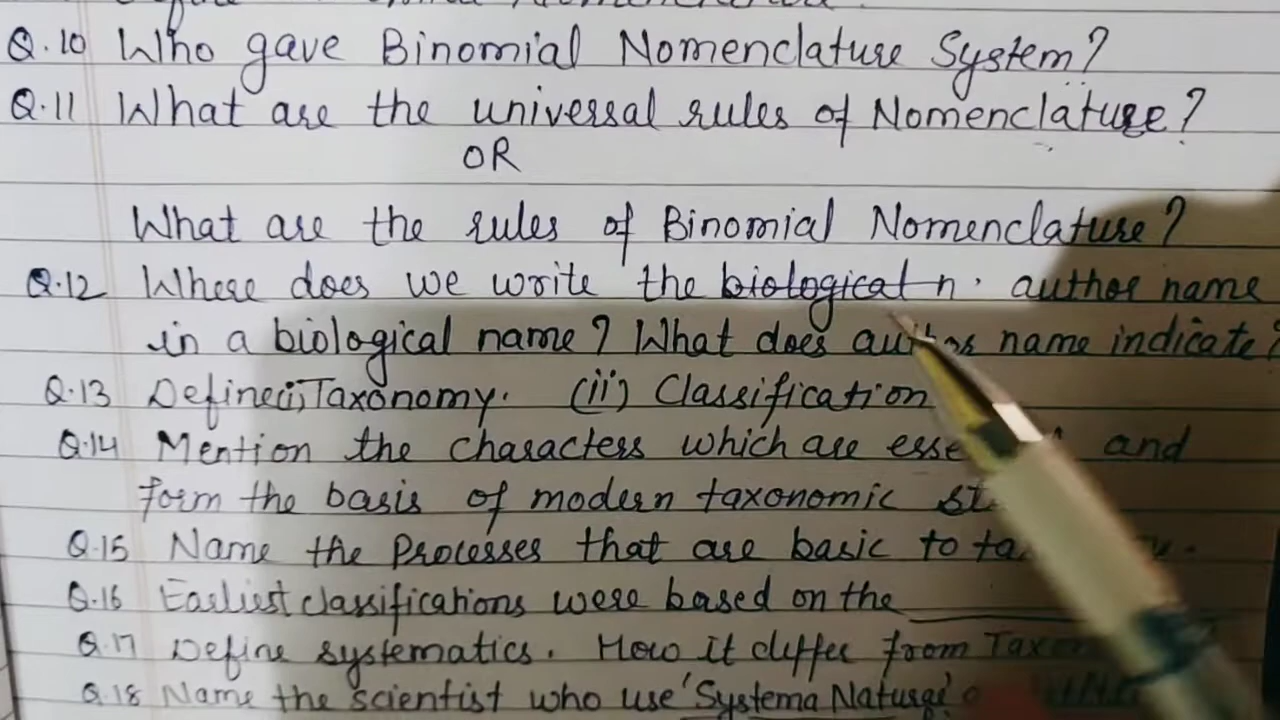 Nomenclature.
Q.10 Who gave Binomial Nomenclature System?
Q.11 What are the universal rules of Nomenclature?
OR
What are the rules of Binomial Nomenclature?
Q.12 Where does we write the biological n. author name
in a biological name? What does author name indicate?
Q.13 Define (i) Taxonomy. (ii) Classification
Q.14 Mention the characters which are and
form the basis of modern taxonomic
Q.15 Name the Processes that are basic to
Q.16 Earliest classifications were based on the
Q.17 Define systematics. How it differ from
Q.18 Name the scientist who use 'Systema Naturae'